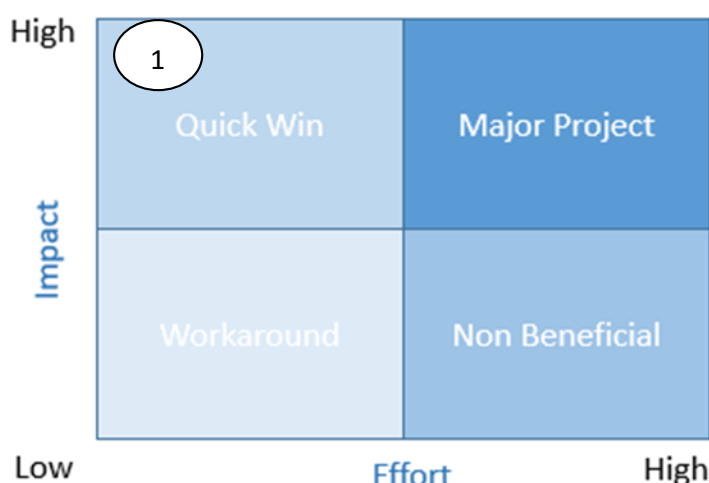 High
1
Quick Win
Major Project
Impact
Workaround
Non Beneficial
Low
Effort
High